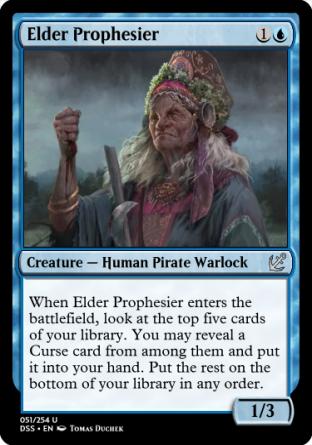 Elder Prophesier 1
Creature — Human Pirate Warlock
When Elder Prophesier enters the
battlefield, look at the top five cards
of your library. You may reveal a
Curse card from among them and put
it into your hand. Put the rest on the
bottom of your library in any order.
1/3
051/254 U
DSS • EN Tomas Duchek